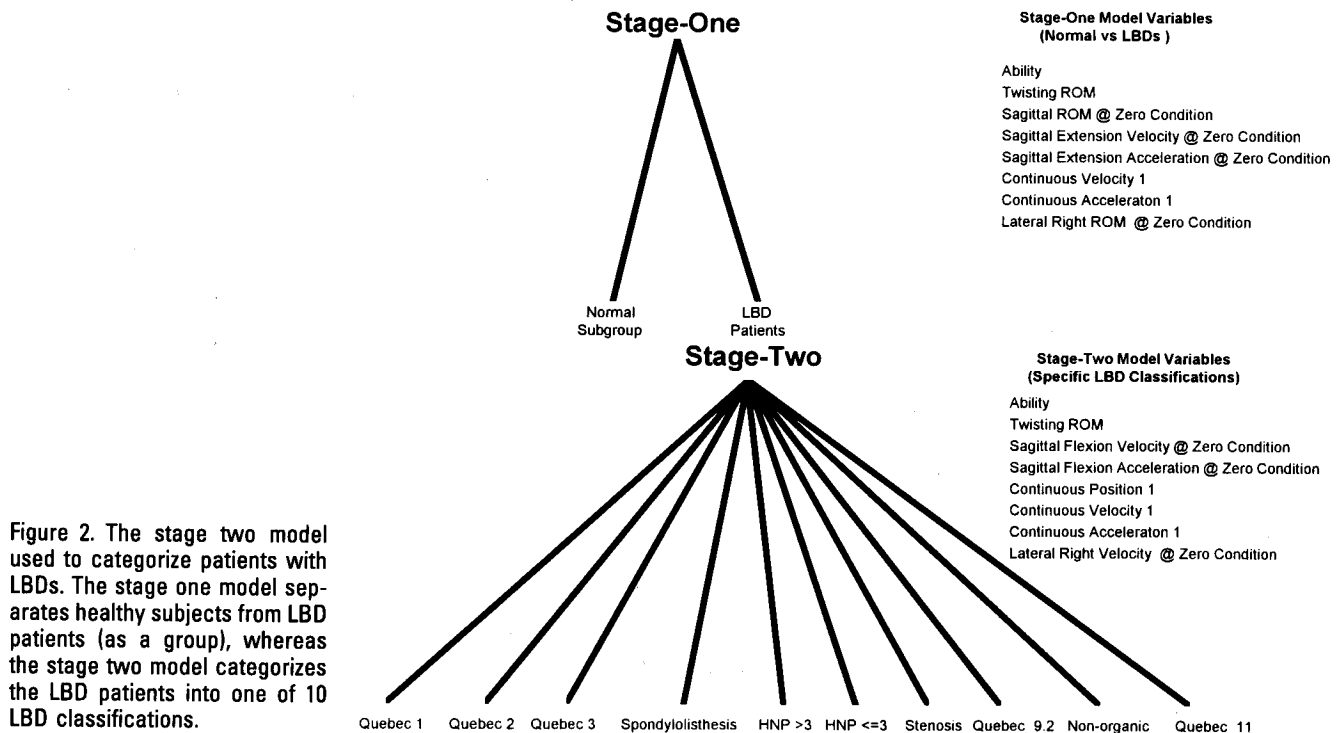 Stage-One
Stage-One Model Variables
(Normal vs LBDs )
Ability
Twisting ROM
Sagittal ROM @ Zero Condition
Sagittal Extension Velocity @ Zero Condition
Sagittal Extension Acceleration @ Zero Condition
Continuous Velocity 1
Continuous Acceleraton 1
Lateral Right ROM @ Zero Condition
Normal
Subgroup
LBD
Patients
Stage-Two
Stage-Two Model Variables
(Specific LBD Classifications)
Ability
Twisting ROM
Sagittal Flexion Velocity @ Zero Condition
Sagittal Flexion Acceleration @ Zero Condition
Continuous Position 1
Continuous Velocity 1
Continuous Acceleraton 1
Lateral Right Velocity @ Zero Condition
Figure 2. The stage two model
used to categorize patients with
LBDs. The stage one model sep-
arates healthy subjects from LBD
patients (as a group), whereas
the stage two model categorizes
the LBD patients into one of 10
LBD classifications.
Quebec 1 Quebec 2 Quebec 3 Spondylolisthesis HNP >3 HNP <=3 Stenosis Quebec 9.2 Non-organic Quebec 11